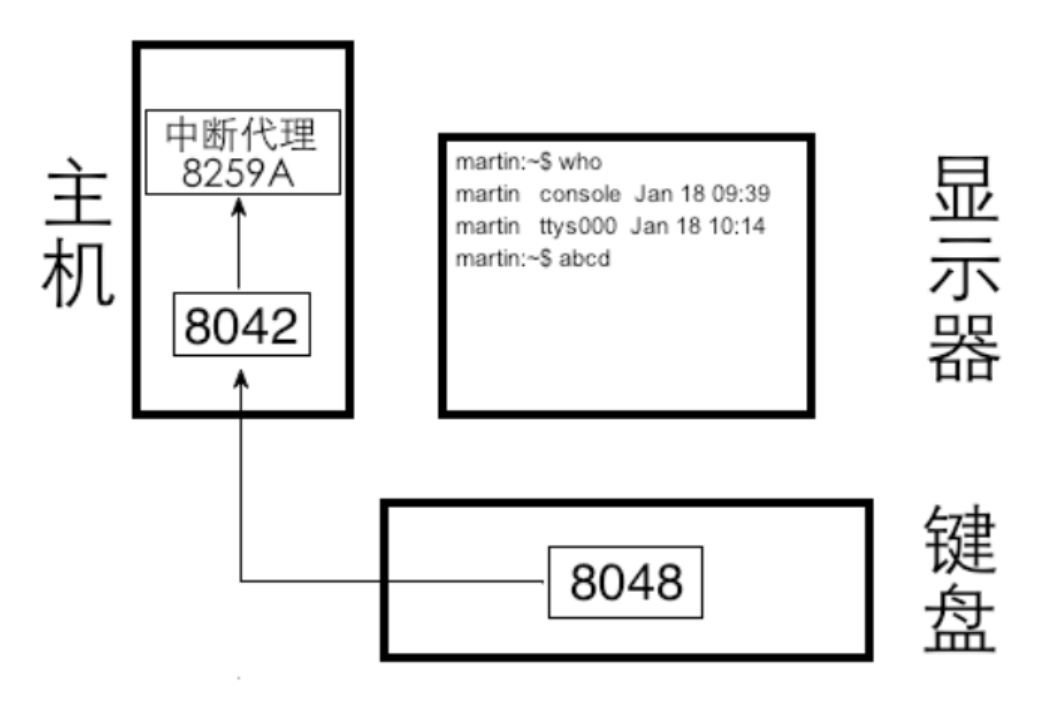 主机
中断代理
8259A
8042
martin:~$ who
martin console Jan 18 09:39
martin ttys000 Jan 18 10:14
martin:~$ abcd
显示器
8048
键盘